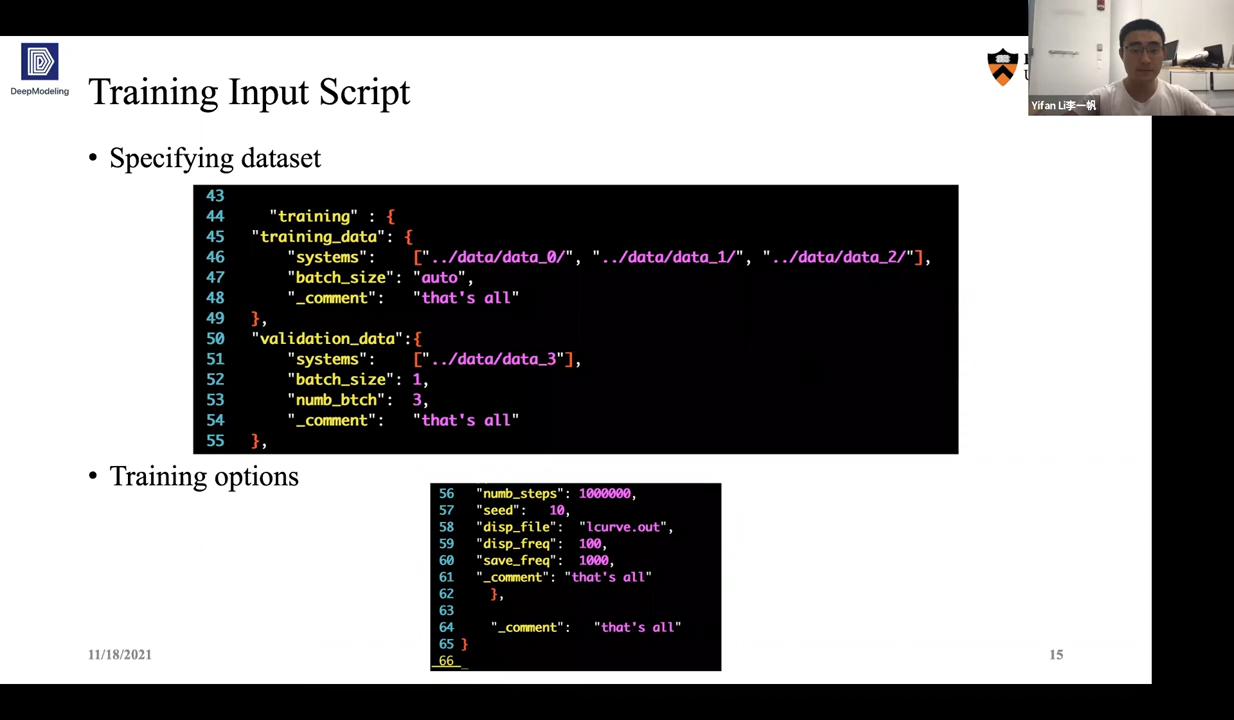 DeepModeling
Training Input Script
Yifan Li李一帆
• Specifying dataset
43
44 "training" : {
45 "training_data": {
46 "systems": ["../data/data_0/", "../data/data_1/", "../data/data_2/"],
47 "batch_size": "auto",
48 "_comment": "that's all"
49 },
50 "validation_data":{
51 "systems": ["../data/data_3"],
52 "batch_size": 1,
53 "numb_btch": 3,
54 "_comment": "that's all"
55 },
• Training options
56 "numb_steps": 1000000,
57 "seed": 10,
58 "disp_file": "lcurve.out",
59 "disp_freq": 100,
60 "save_freq": 1000,
61 "_comment": "that's all"
62 },
63
64 "_comment": "that's all"
65 }
66
11/18/2021
15